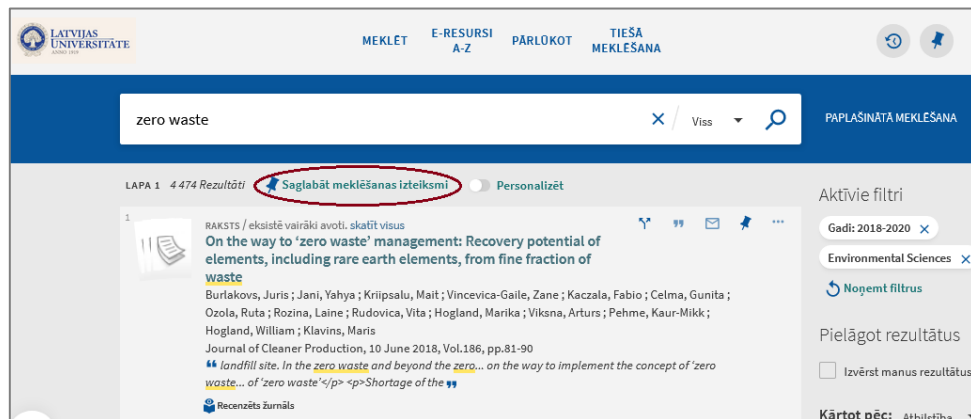 LATVIJAS
UNIVERSITĀTE
ANNO 1919
MEKLĒT
E-RESURSI
A-Z
PĀRLŪKOT
TIEŠĀ
MEKLĒŠANA
zero waste
Viss
PAPLAŠINĀTĀ MEKLĒŠANA
LAPA 1 4 474 Rezultāti Saglabāt meklēšanas izteiksmi Personalizēt
Aktīvie filtri
Gadi: 2018-2020
Environmental Sciences
Noņemt filtrus
Pielāgot rezultātus
Izvērst manus rezultātus
Kārtot pēc: Atbilstība
1
RAKSTS / eksistē vairāki avoti. skatīt visus
On the way to ‘zero waste’ management: Recovery potential of
elements, including rare earth elements, from fine fraction of
waste
Burlakovs, Juris ; Jani, Yahya ; Kriipsalu, Mait ; Vincevica-Gaile, Zane ; Kaczala, Fabio ; Celma, Gunita ;
Ozola, Ruta ; Rozina, Laine ; Rudovica, Vita ; Hogland, Marika ; Viksna, Arturs ; Pehme, Kaur-Mikk ;
Hogland, William ; Klavins, Maris
Journal of Cleaner Production, 10 June 2018, Vol.186, pp.81-90
“ landfill site. In the zero waste and beyond the zero... on the way to implement the concept of 'zero
waste... of 'zero waste'</p> <p>Shortage of the ”
Recenzēts žurnāls